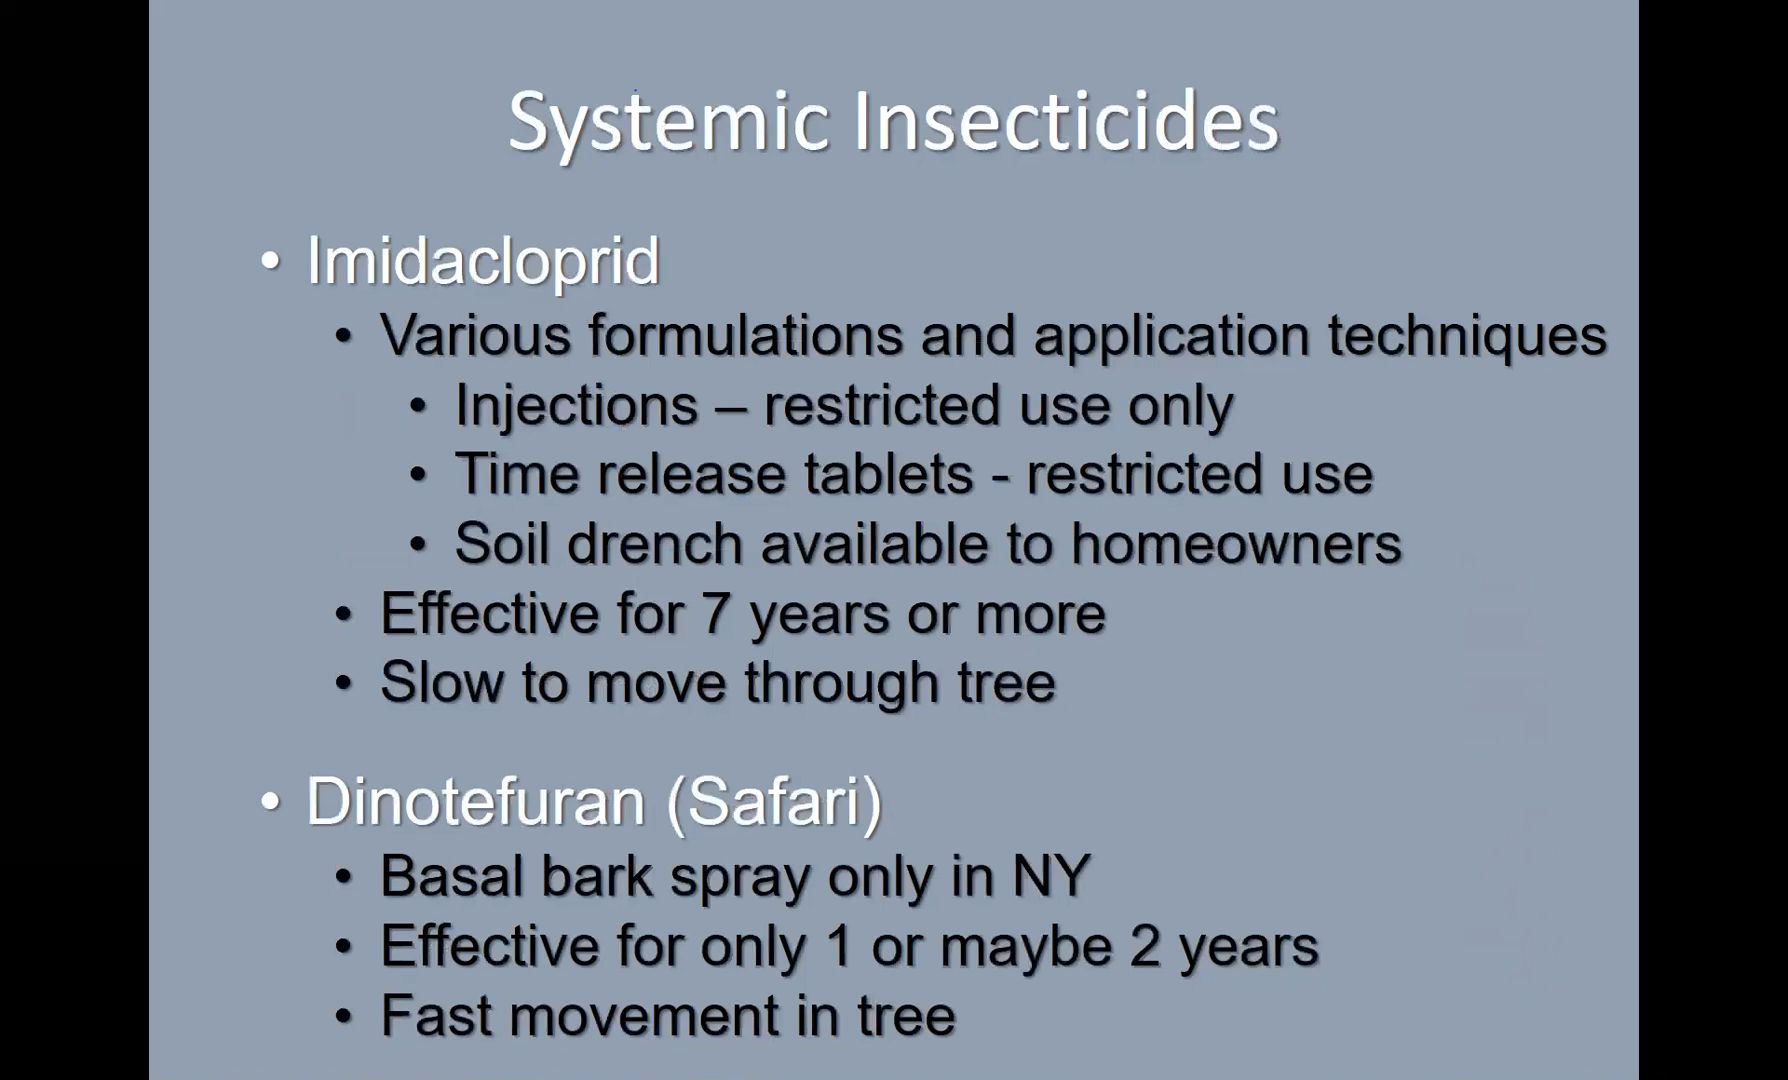 Systemic Insecticides
• Imidacloprid
• Various formulations and application techniques
• Injections – restricted use only
• Time release tablets - restricted use
• Soil drench available to homeowners
• Effective for 7 years or more
• Slow to move through tree
• Dinotefuran (Safari)
• Basal bark spray only in NY
• Effective for only 1 or maybe 2 years
• Fast movement in tree